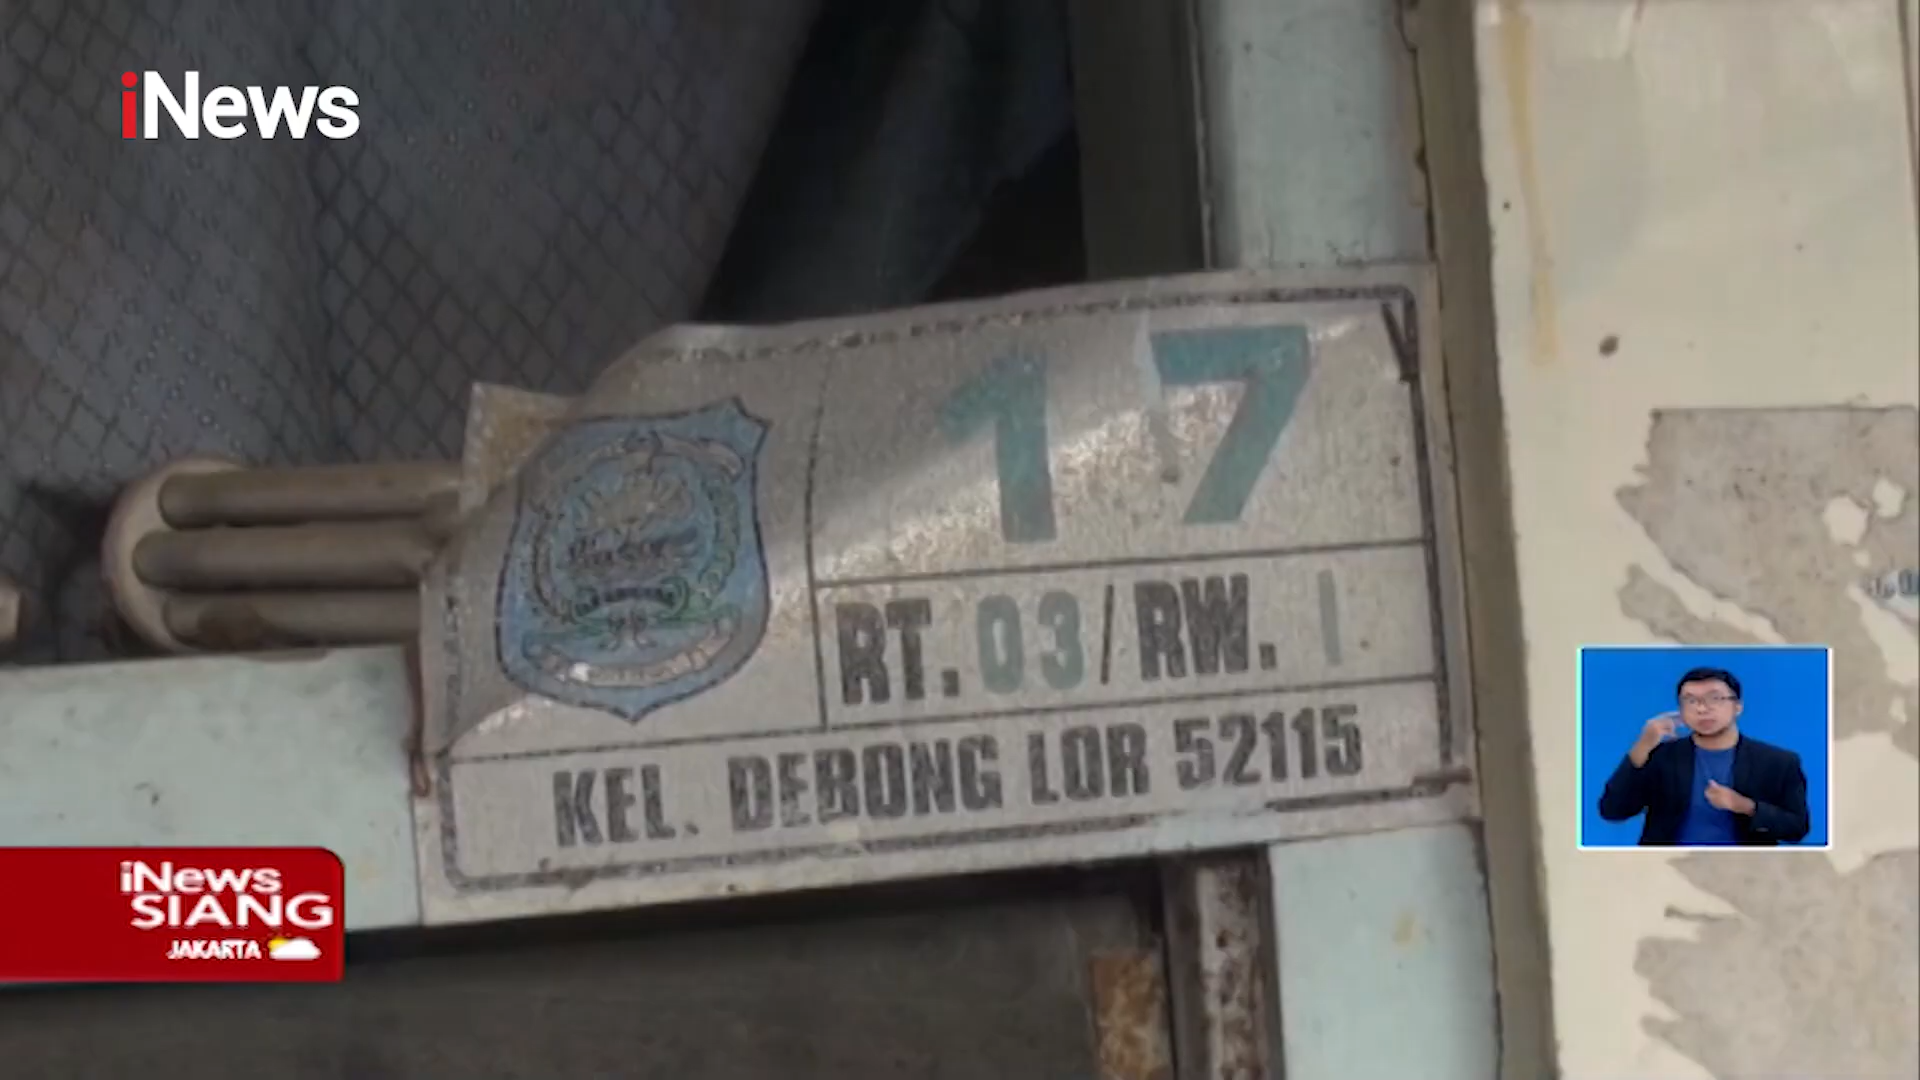 iNews
17
RT. 03/RW. I
KEL. DEBONG LOR 52115
iNews
SIANG
JAKARTA